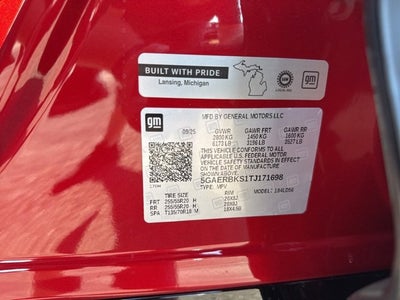 BUILT WITH PRIDE
Lansing, Michigan
gm
gm
09/25
MFD BY GENERAL MOTORS LLC
GVWR GAWR FRT GAWR RR
2800 KG 1450 KG 1600 KG
6173 LB 3196 LB 3527 LB
THIS VEHICLE CONFORMS TO ALL
APPLICABLE U.S. FEDERAL MOTOR
VEHICLE SAFETY STANDARDS IN EFFECT
ON THE DATE OF MANUFACTURE
SHOWN ABOVE.
5GAERBKS1TJ171698
TYPE: MPV MODEL:
TIRE SIZE RIM
FRT 255/55R20 H 20X8J
RR 255/55R20 H 20X8J
SPA T135/70R18 M 18X4.5B